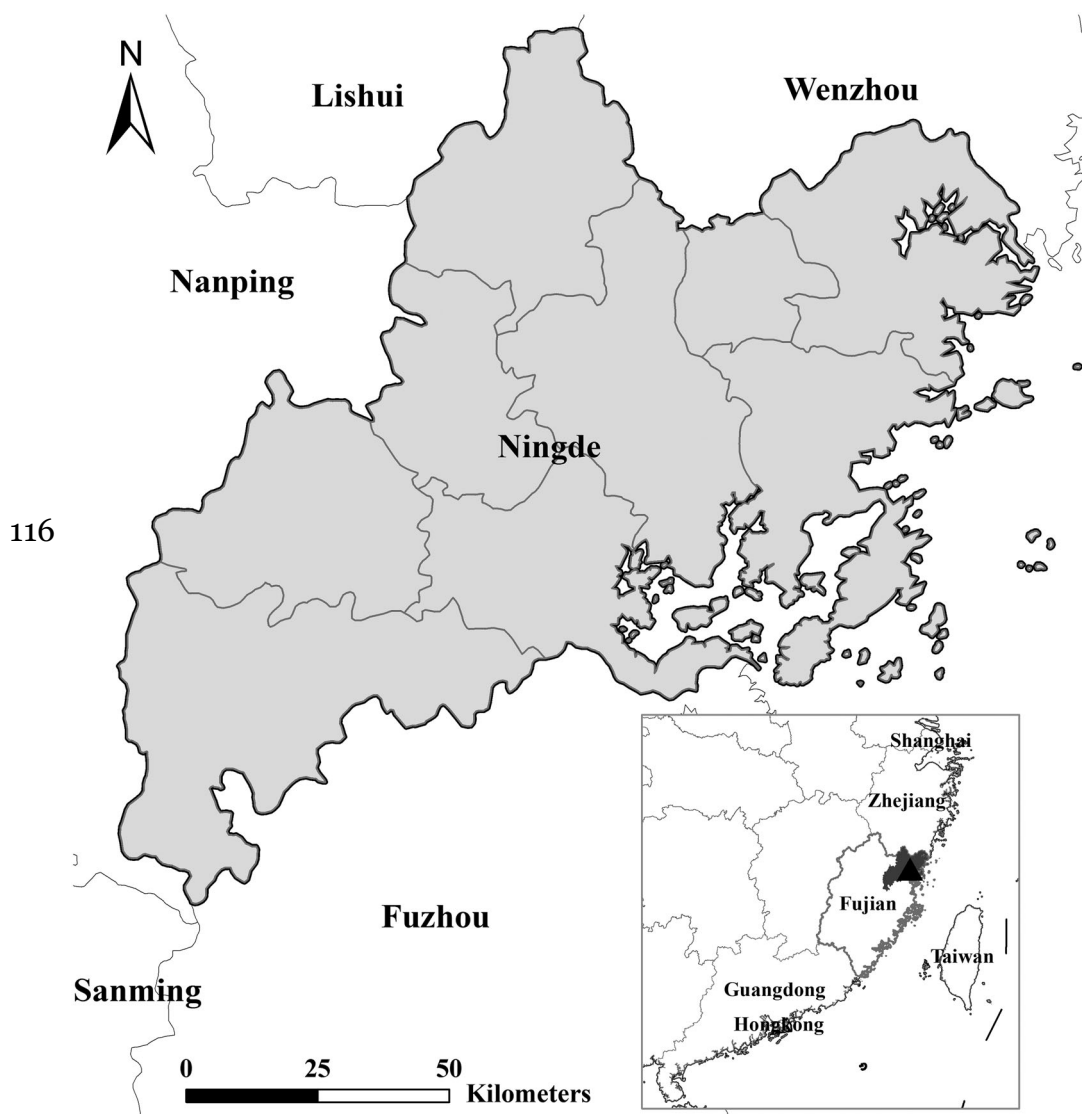 N
Lishui
Wenzhou
Nanping
Ningde
116
Shanghai
Zhejiang
Fujian
Fuzhou
Taiwan
Sanming
Guangdong
Hongkong
0 25 50
Kilometers